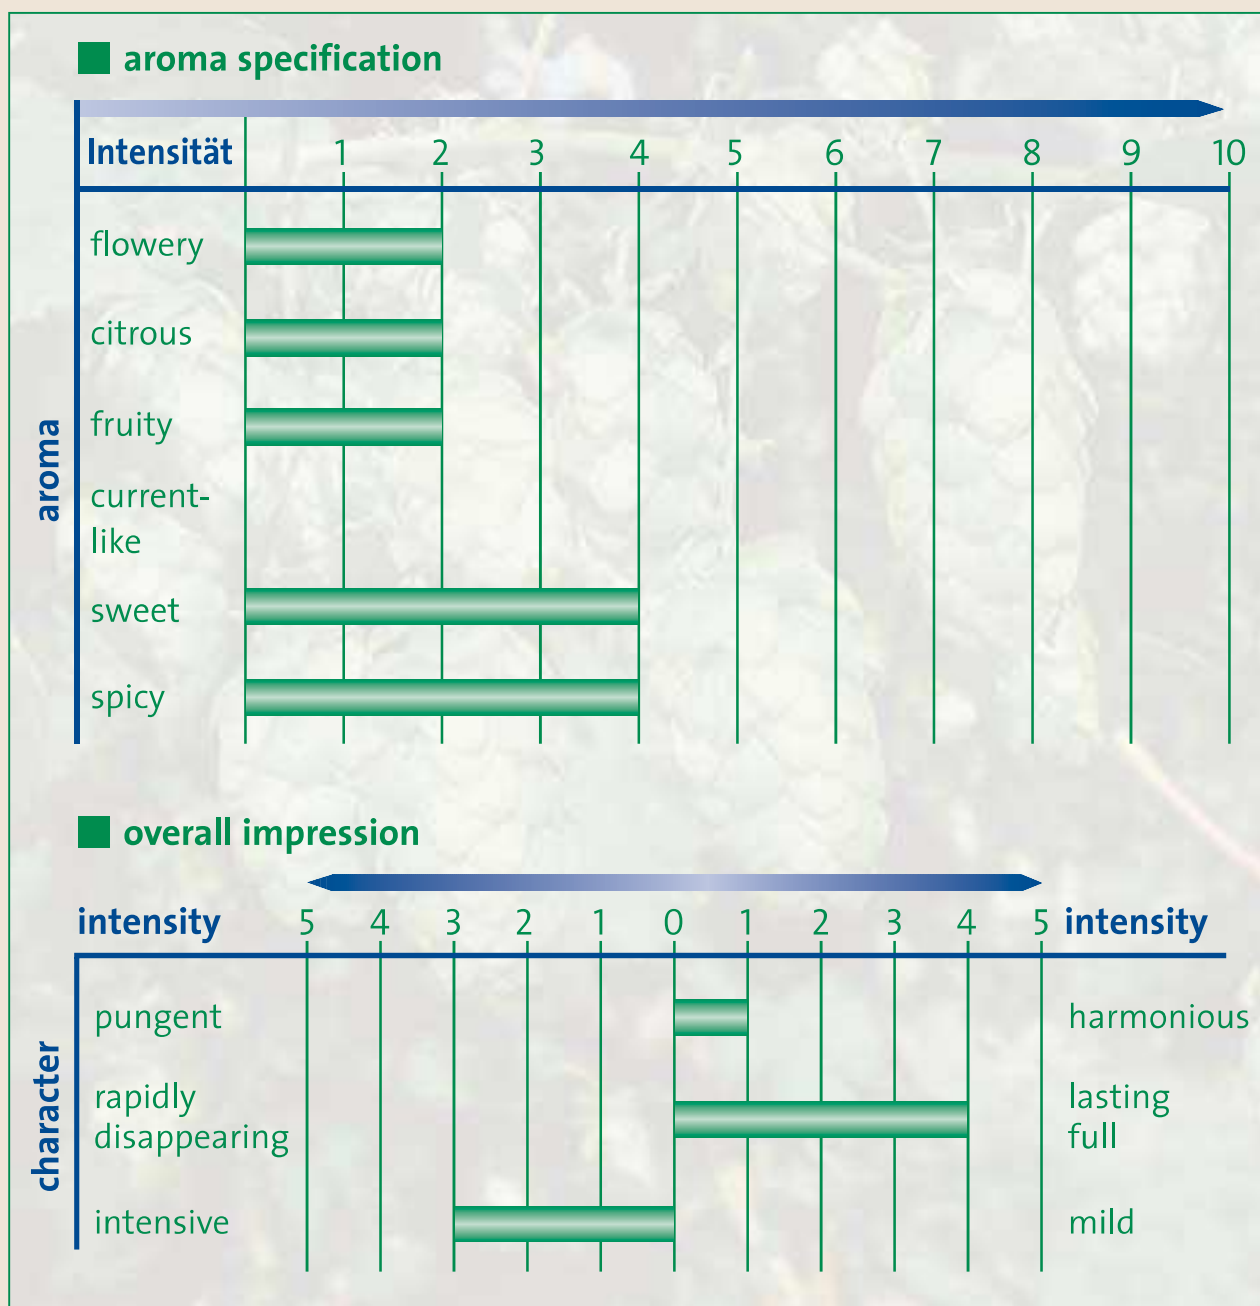 aroma specification
Intensität 1 2 3 4 5 6 7 8 9 10
aroma
flowery
citrous
fruity
current-
like
sweet
spicy
overall impression
intensity 5 4 3 2 1 0 1 2 3 4 5 intensity
character
pungent harmonious
rapidly lasting
disappearing full
intensive mild